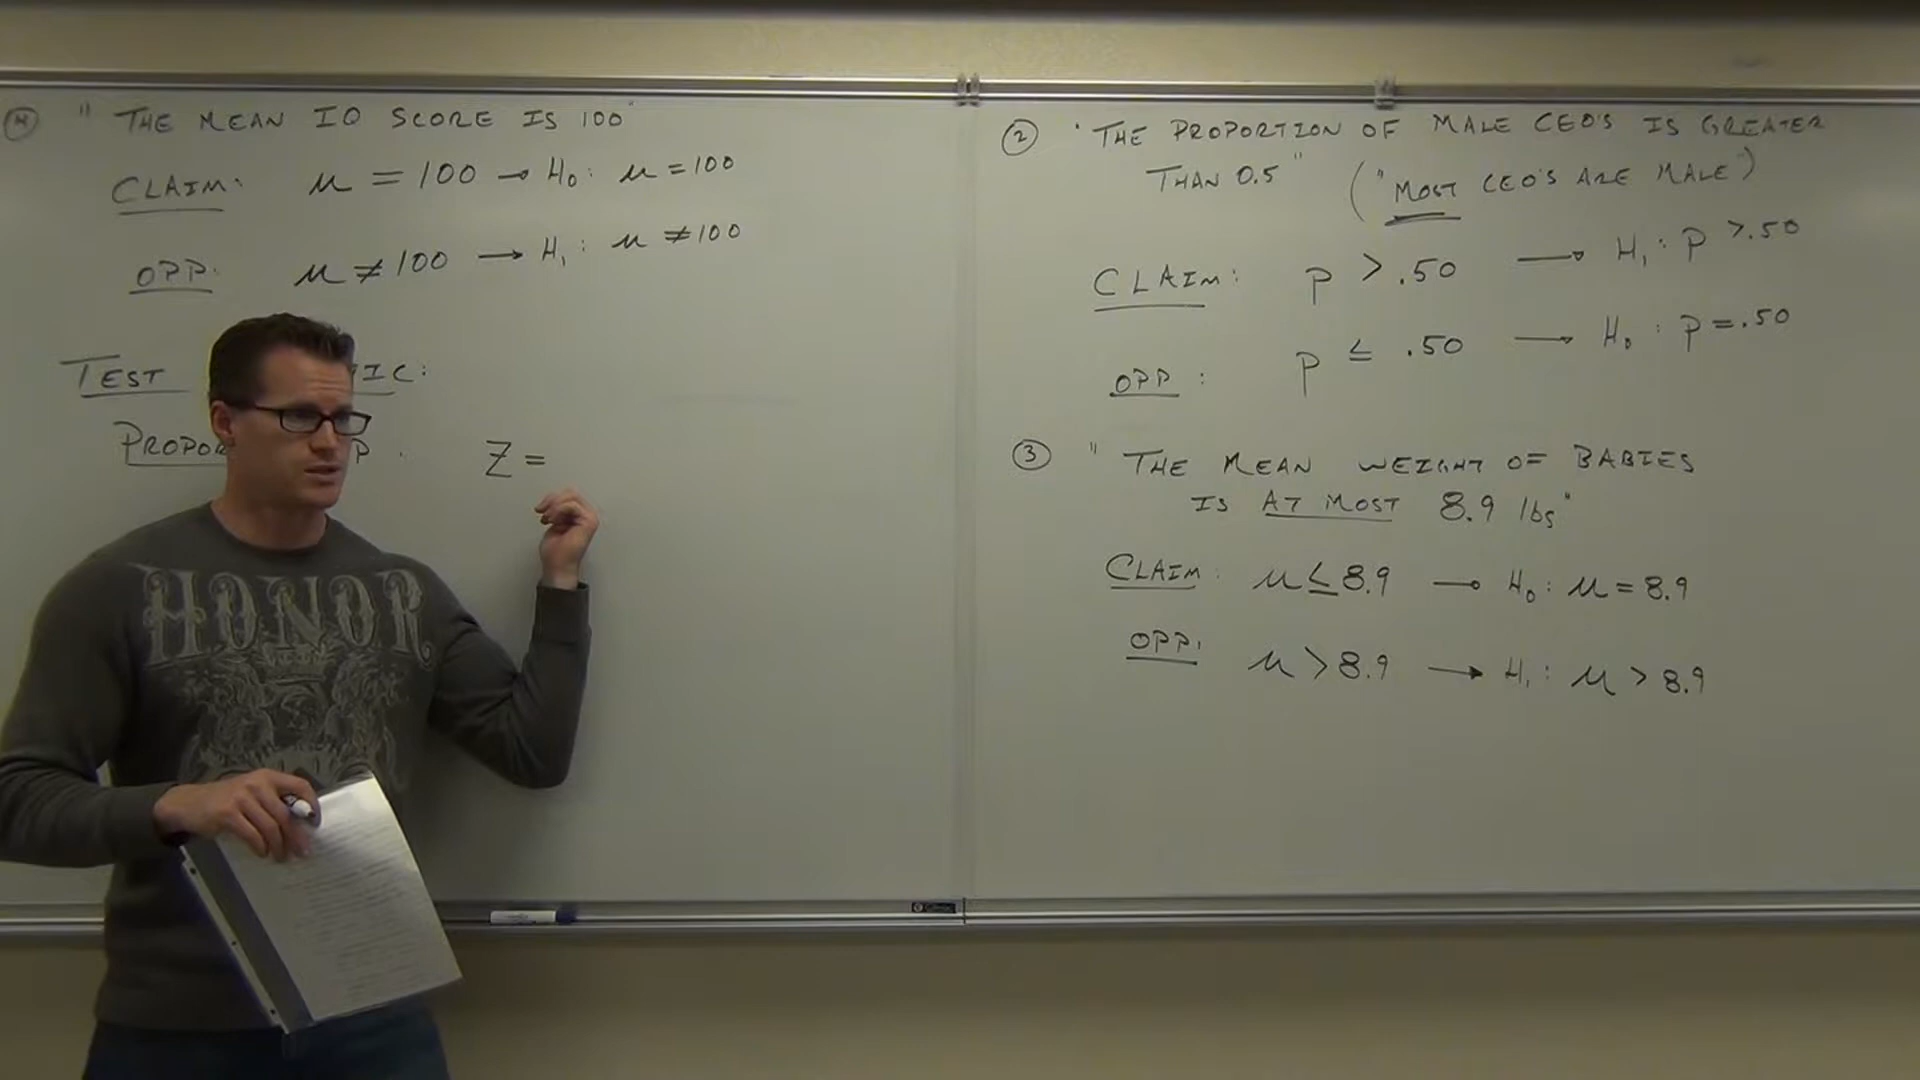 ④ "THE MEAN IQ SCORE IS 100"
CLAIM: μ = 100 → H₀: μ = 100
OPP: μ ≠ 100 → H₁: μ ≠ 100
TEST IC:
PROPOR P. Z =
HONOR
② "THE PROPORTION OF MALE CEO'S IS GREATER
THAN 0.5" ("MOST CEO'S ARE MALE")
CLAIM: P > .50 → H₁: P > .50
OPP: P ≤ .50 → H₀: P = .50
③ "THE MEAN WEIGHT OF BABIES
IS AT MOST 8.9 lbs"
CLAIM: μ ≤ 8.9 → H₀: μ = 8.9
OPP: μ > 8.9 → H₁: μ > 8.9